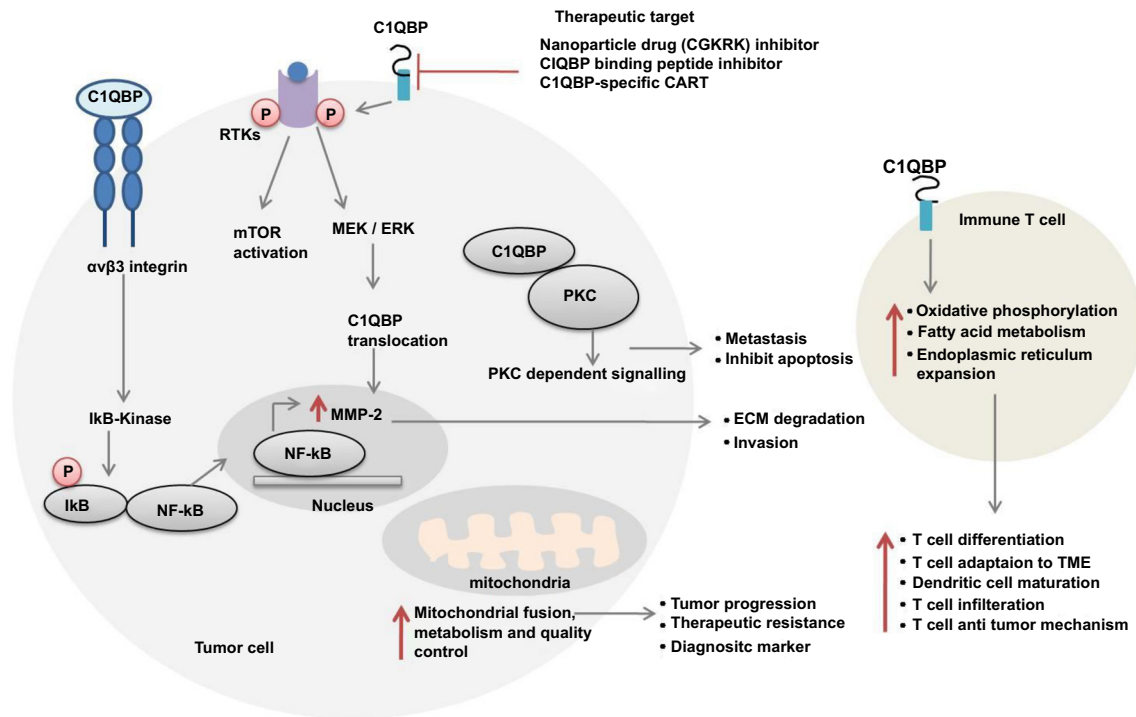 Therapeutic target
C1QBP
Nanoparticle drug (CGKRK) inhibitor
CIQBP binding peptide inhibitor
C1QBP-specific CART
C1QBP
P
P
RTKs
αvβ3 integrin
mTOR
activation
MEK / ERK
C1QBP
translocation
C1QBP
PKC
PKC dependent signalling
• Metastasis
• Inhibit apoptosis
IkB-Kinase
P
IkB
NF-kB
MMP-2
NF-kB
Nucleus
• ECM degradation
• Invasion
mitochondria
Mitochondrial fusion,
metabolism and quality
control
• Tumor progression
• Therapeutic resistance
• Diagnositc marker
Tumor cell
C1QBP
Immune T cell
• Oxidative phosphorylation
• Fatty acid metabolism
• Endoplasmic reticulum
expansion
• T cell differentiation
• T cell adaptaion to TME
• Dendritic cell maturation
• T cell infilteration
• T cell anti tumor mechanism